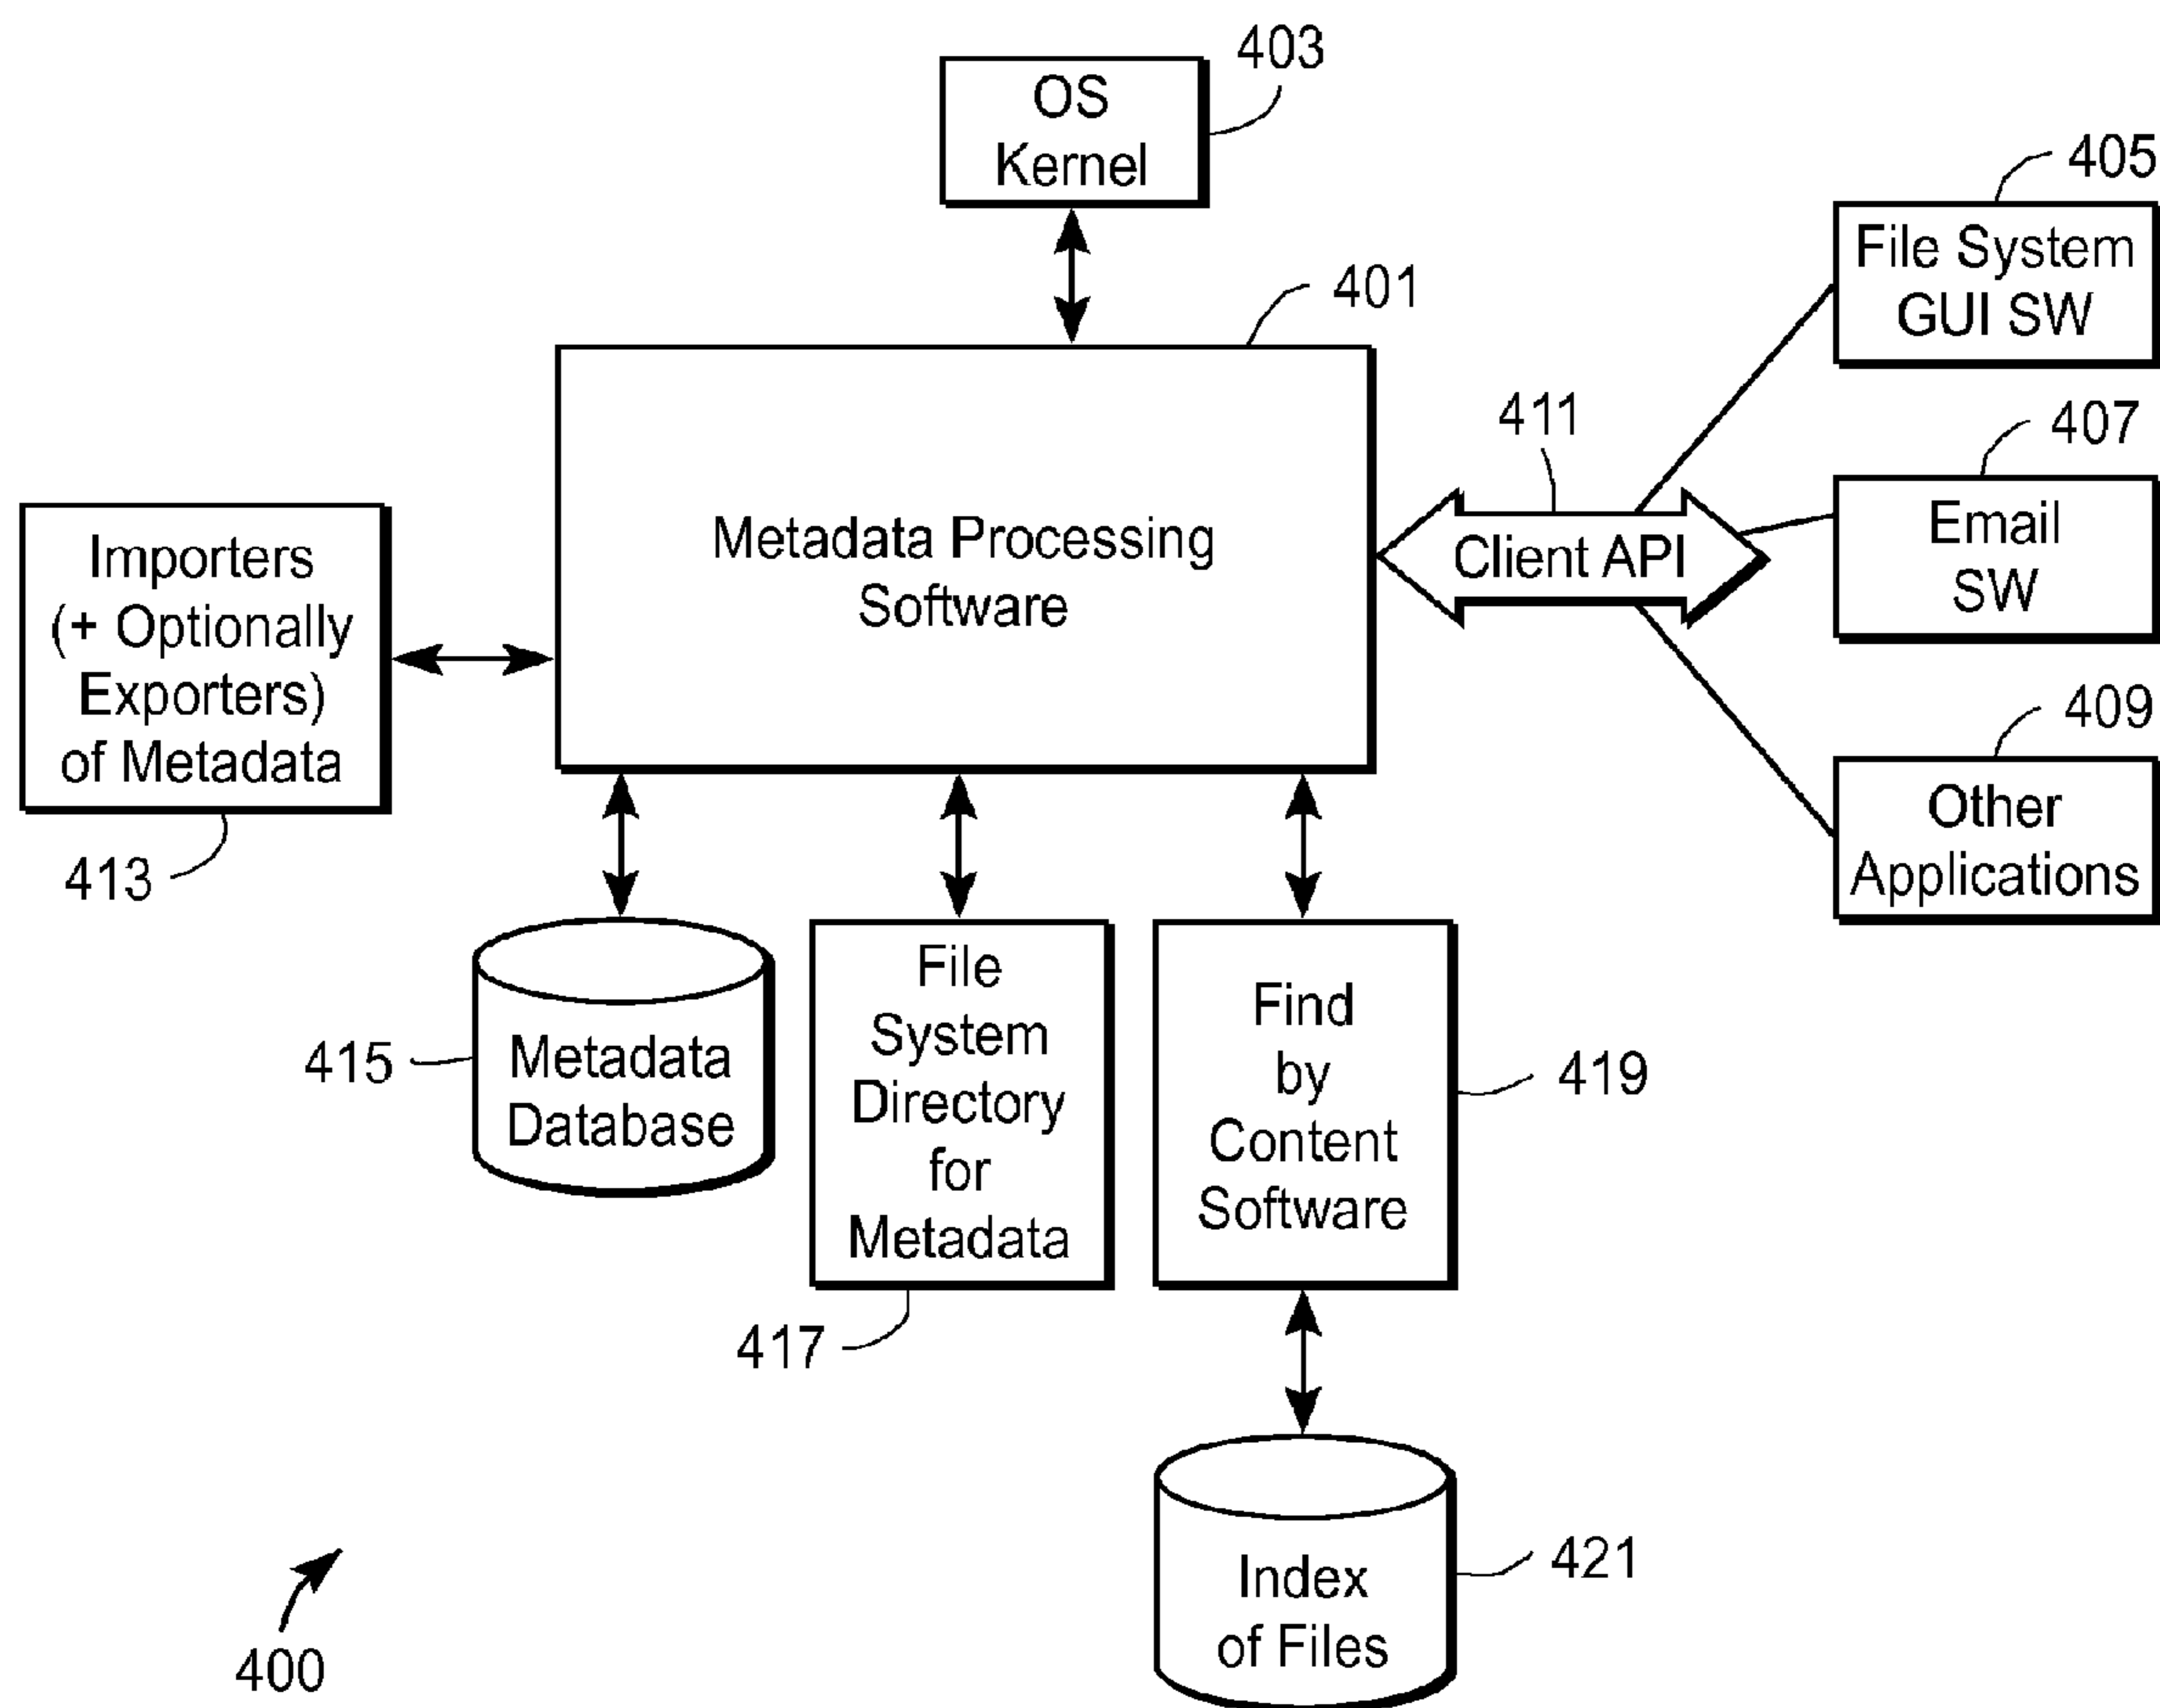 403
OS
Kernel
405
File System
GUI SW
401
411
407
Metadata Processing
Software
Client API
Email
SW
Importers
(+ Optionally
Exporters)
of Metadata
409
Other
Applications
413
415
Metadata
Database
File
System
Directory
for
Metadata
417
Find
by
Content
Software
419
Index
of Files
421
400